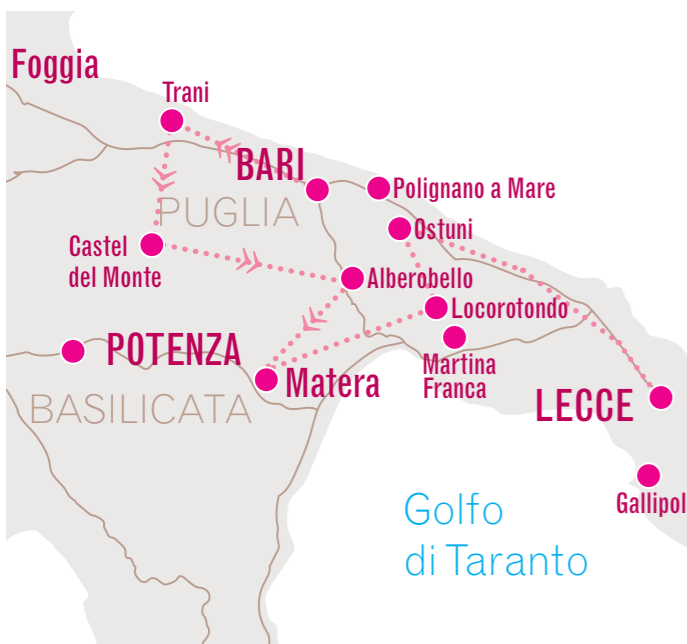 Foggia
Trani
BARI
Polignano a Mare
PUGLIA
Ostuni
Castel
del Monte
Alberobello
Locorotondo
POTENZA
Martina
Franca
Matera
BASILICATA
LECCE
Gallipol
Golfo
di Taranto